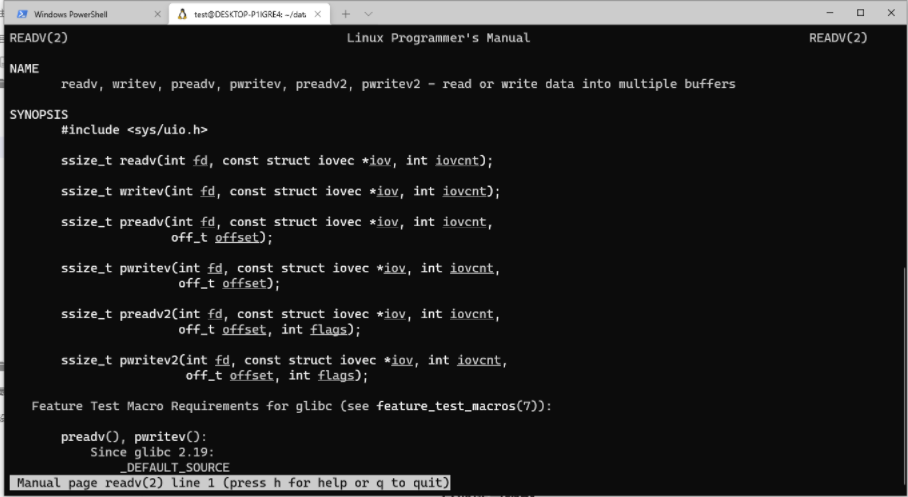 Windows PowerShell
test@DESKTOP-P1IGRE4: ~/data
READV(2) Linux Programmer's Manual READV(2)
NAME
readv, writev, preadv, pwritev, preadv2, pwritev2 - read or write data into multiple buffers
SYNOPSIS
#include <sys/uio.h>
ssize_t readv(int fd, const struct iovec *iov, int iovcnt);
ssize_t writev(int fd, const struct iovec *iov, int iovcnt);
ssize_t preadv(int fd, const struct iovec *iov, int iovcnt,
off_t offset);
ssize_t pwritev(int fd, const struct iovec *iov, int iovcnt,
off_t offset);
ssize_t preadv2(int fd, const struct iovec *iov, int iovcnt,
off_t offset, int flags);
ssize_t pwritev2(int fd, const struct iovec *iov, int iovcnt,
off_t offset, int flags);
Feature Test Macro Requirements for glibc (see feature_test_macros(7)):
preadv(), pwritev():
Since glibc 2.19:
_DEFAULT_SOURCE
Manual page readv(2) line 1 (press h for help or q to quit)